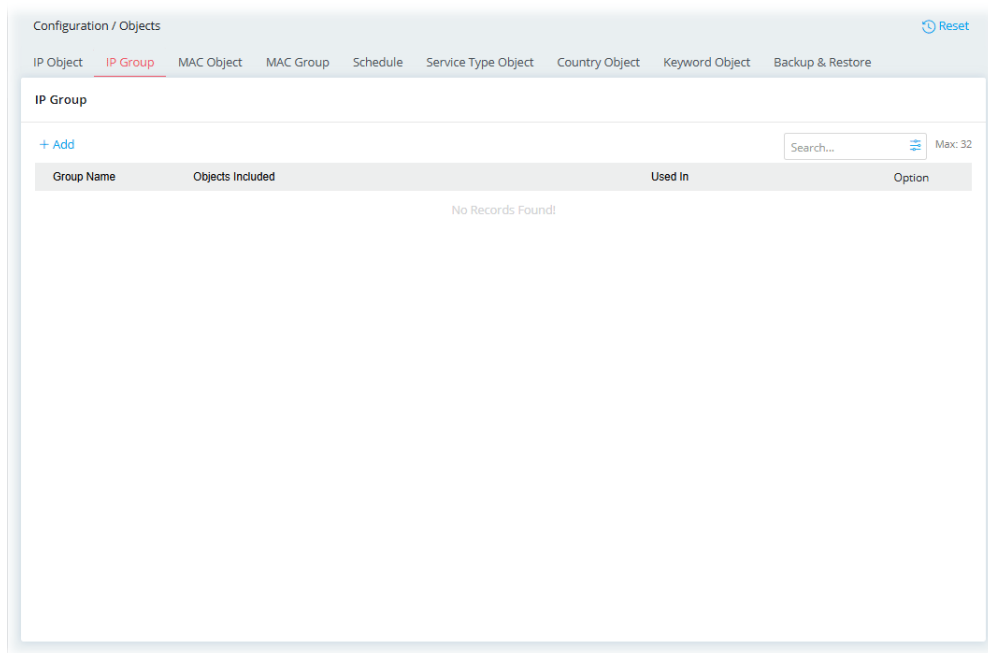 Configuration / Objects Reset
IP Object IP Group MAC Object MAC Group Schedule Service Type Object Country Object Keyword Object Backup & Restore
IP Group
+ Add Search... Max: 32
Group Name Objects Included Used In Option
No Records Found!